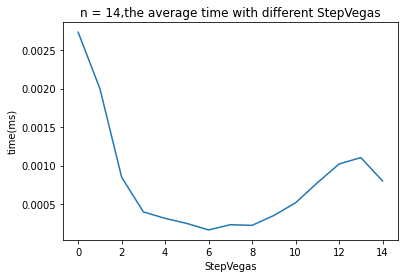 n = 14,the average time with different StepVegas
0.0025
0.0020
0.0015
0.0010
0.0005
time(ms)
0 2 4 6 8 10 12 14
StepVegas